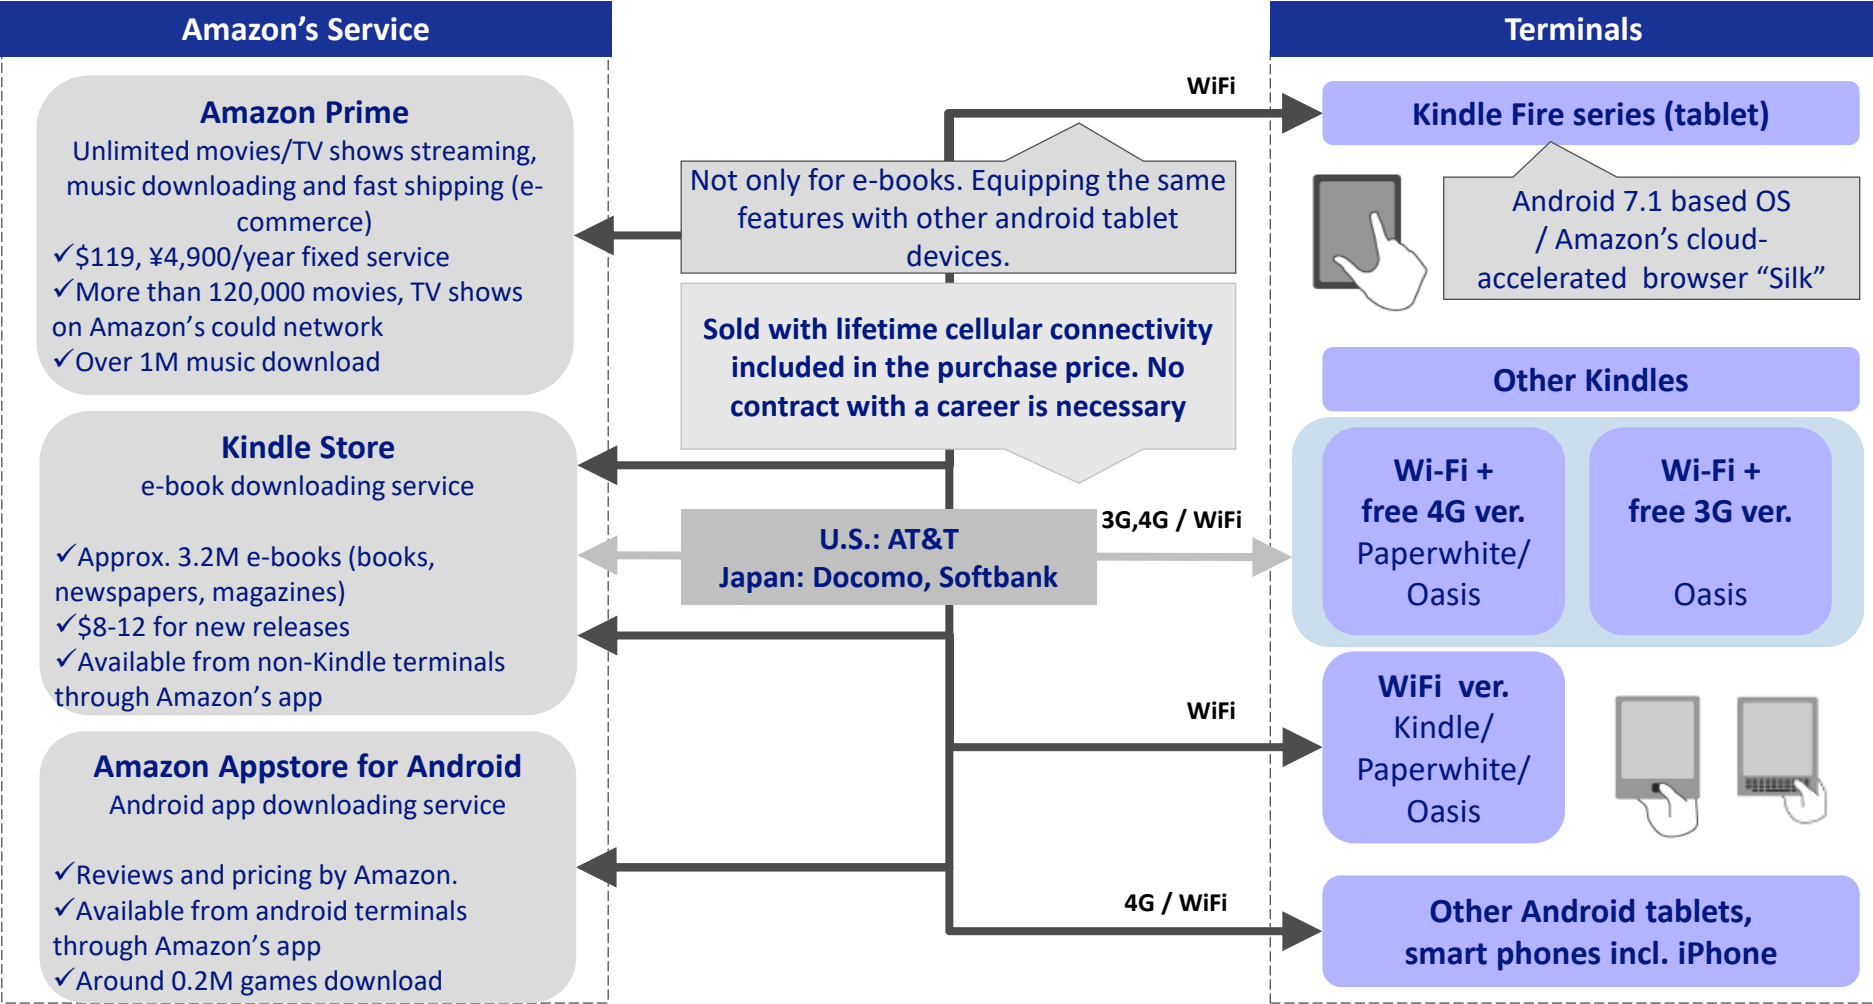 Amazon's Service
Amazon Prime
Unlimited movies/TV shows streaming,
music downloading and fast shipping (e-
commerce)
✓$119, ¥4,900/year fixed service
✓More than 120,000 movies, TV shows
on Amazon's could network
✓Over 1M music download
Kindle Store
e-book downloading service
✓Approx. 3.2M e-books (books,
newspapers, magazines)
✓$8-12 for new releases
✓Available from non-Kindle terminals
through Amazon's app
Amazon Appstore for Android
Android app downloading service
✓Reviews and pricing by Amazon.
✓Available from android terminals
through Amazon's app
✓Around 0.2M games download
WiFi
Not only for e-books. Equipping the same
features with other android tablet
devices.
Sold with lifetime cellular connectivity
included in the purchase price. No
contract with a career is necessary
U.S.: AT&T
Japan: Docomo, Softbank
3G,4G / WiFi
WiFi
4G / WiFi
Terminals
Kindle Fire series (tablet)
Android 7.1 based OS
/ Amazon's cloud-
accelerated browser “Silk”
Other Kindles
Wi-Fi +
free 4G ver.
Paperwhite/
Oasis
Wi-Fi +
free 3G ver.
Oasis
WiFi ver.
Kindle/
Paperwhite/
Oasis
Other Android tablets,
smart phones incl. iPhone